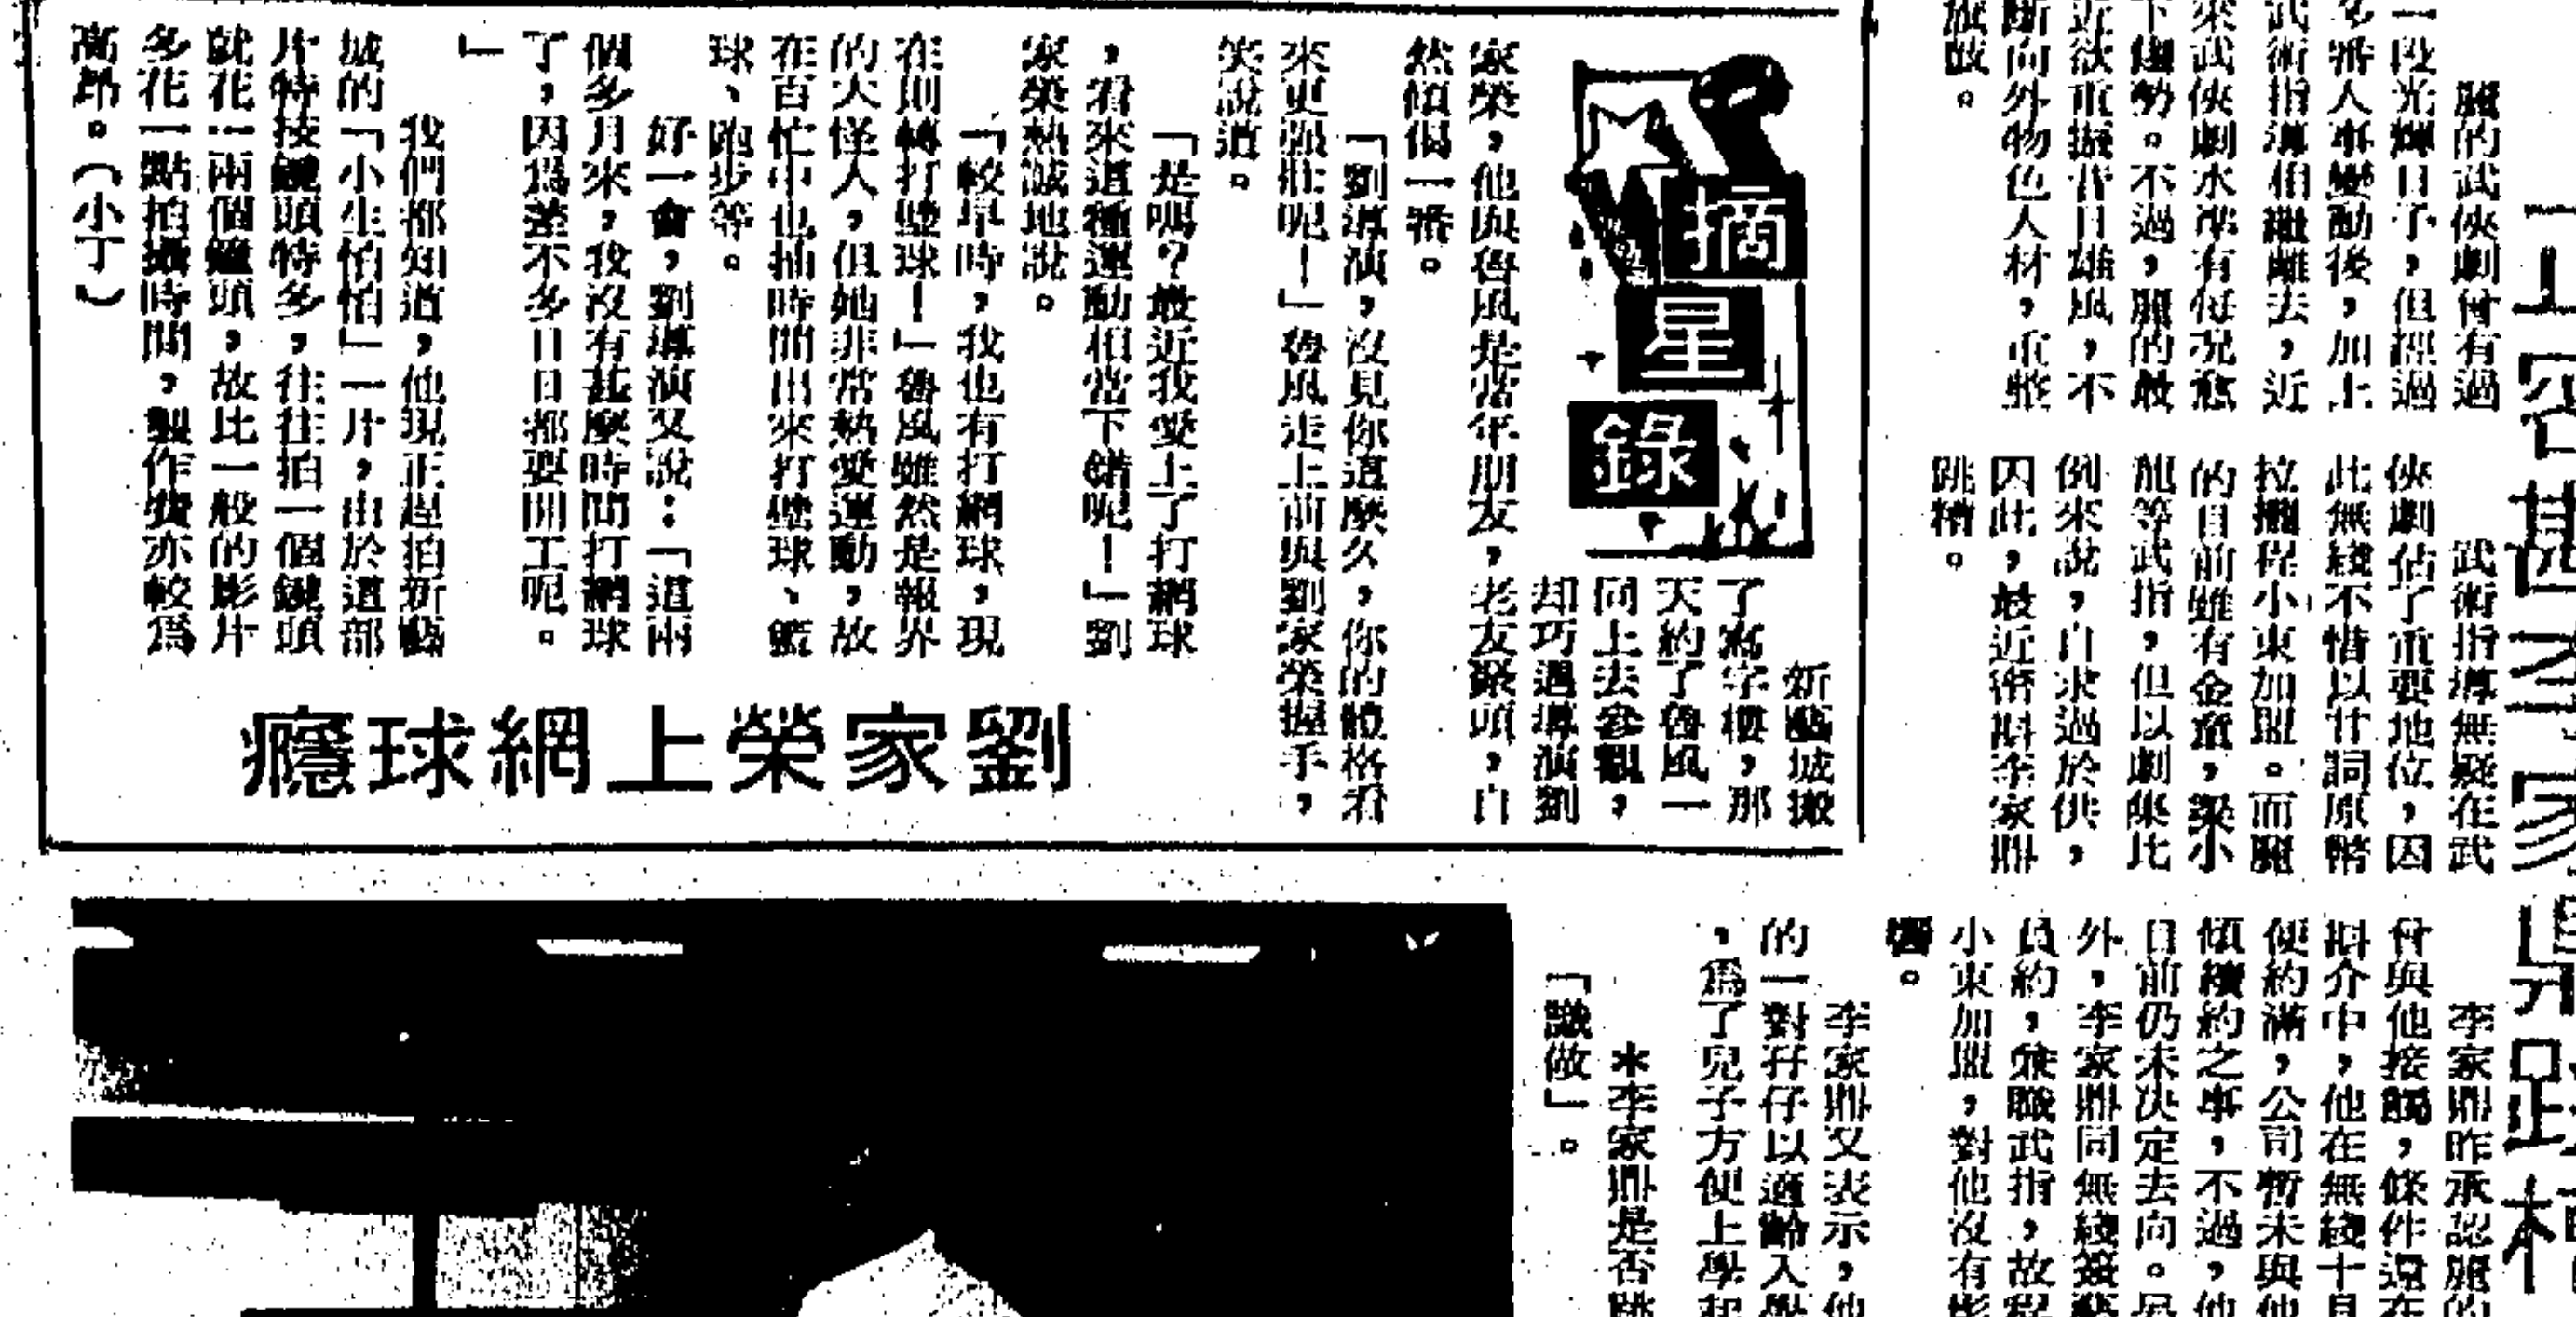 摘星錄
劉家榮上網球癮
新藝城搬
了寫字樓，那
天約了魯風一
同上去參觀，
却巧遇導演劉
家榮，他與魯風是當年朋友，老友聚頭，自
然傾偈一番。
「劉導演，沒見你這麼久，你的體格看
來更强壯呢！」魯風走上前與劉家榮握手，
笑說道。
「是嗎？最近我愛上了打網球
，看來這種運動相當下錯呢！」劉
家榮熱誠地說。
「較早時，我也有打網球，現
在則轉打壁球！」魯風雖然是報界
的大怪人，但她非常熱愛運動，故
在百忙中也抽時間出來打壁球、籃
球、跑步等。
好一會，劉導演又說：「這兩
個多月來，我沒有甚麼時間打網球
了，因爲差不多日日都要開工呢。
」
我們都知道，他現正趕拍新藝
城的「小生怕怕」一片，由於這部
片特技鏡頭特多，往往拍一個鏡頭
就花一兩個鐘頭，故比一般的影片
多花一點拍攝時間，製作費亦較爲
高昂。（小丁）
李家鼎跳槽
麗的武俠劇曾有過
一段光輝日子，但經過
多番人事變動後，加上
武術指導相繼離去，近
來武俠劇水準有每况愈
下趨勢。不過，麗的最
近欲重振昔日雄風，不
斷向外物色人材，重整
旗鼓。
武術指導無疑在武
俠劇佔了重要地位，因
此無綫不惜以甘詞原幣
拉攏程小東加盟。而麗
的目前雖有金童，梁小
龍等武指，但以劇集比
例來說，自求過於供，
因此，最近密斟李家鼎
跳糟。
李家鼎昨承認麗的
曾與他接觸，條件還在
斟介中，他在無綫十月
便約滿，公司暫未與他
傾續約之事，不過，他
目前仍未決定去向。另
外，李家鼎同無綫簽藝
員約，兼職武指，故程
小東加盟，對他沒有影
響。
李家鼎又表示，他
的一對孖仔以適齡入學
，爲了兒子方便上學起
＊李家鼎是否跳
「識做」。